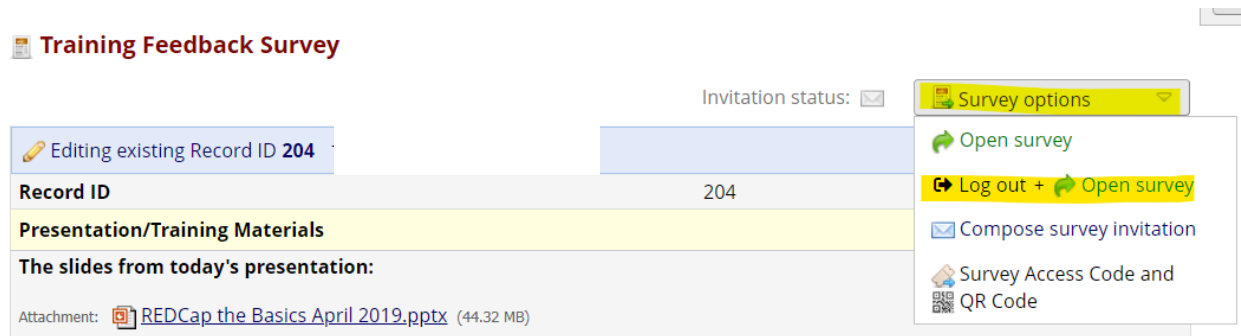 Training Feedback Survey
Invitation status:
Survey options
Editing existing Record ID 204
Open survey
Record ID 204
Log out + Open survey
Presentation/Training Materials
Compose survey invitation
The slides from today's presentation:
Survey Access Code and
QR Code
Attachment: REDCap the Basics April 2019.pptx (44.32 MB)